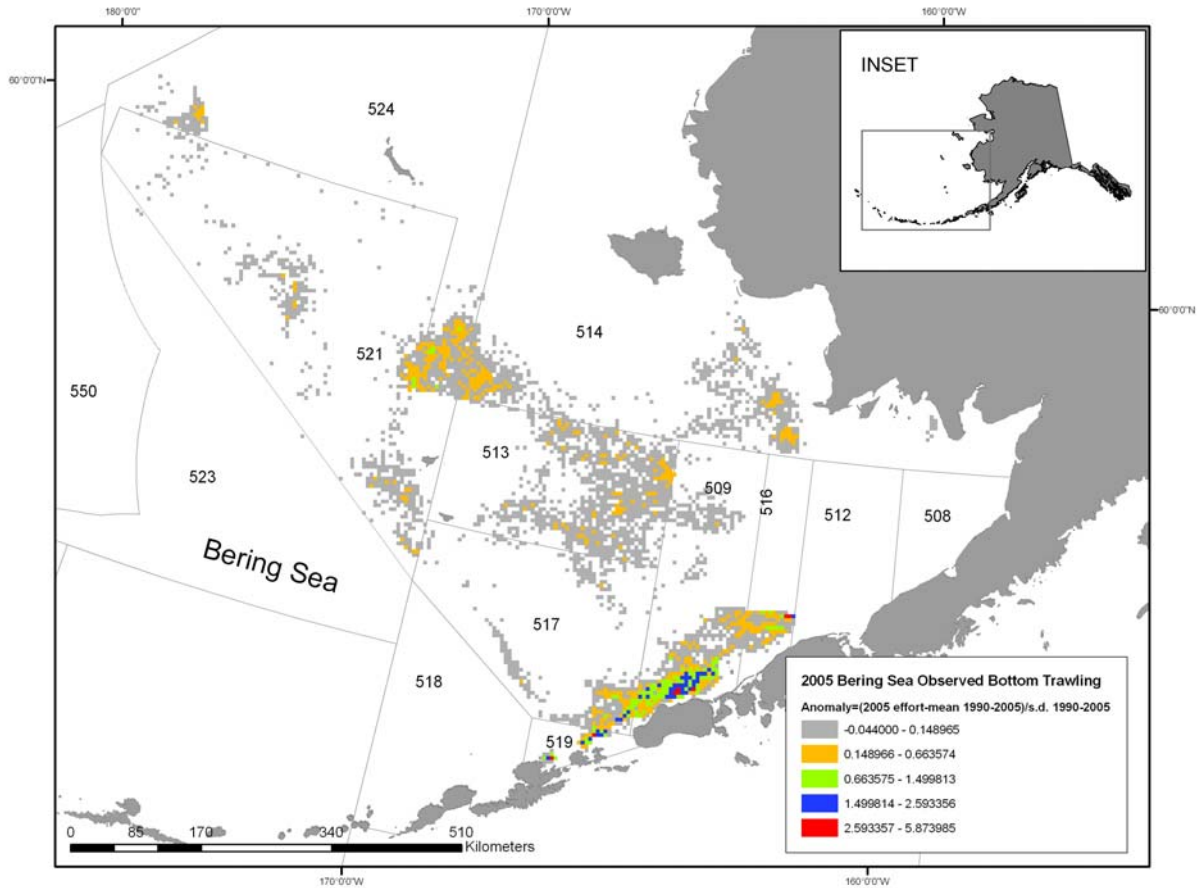 180°0'0"
170°0'0"W
160°0'0"W
60°0'0"N
INSET
524
60°0'0"N
514
521
550
513
523
509
516
512
508
Bering Sea
517
518
519
2005 Bering Sea Observed Bottom Trawling
Anomaly=(2005 effort-mean 1990-2005)/s.d. 1990-2005
-0.044000 - 0.148965
0.148966 - 0.663574
0.663575 - 1.499813
1.499814 - 2.593356
2.593357 - 5.873985
0 85 170 340 510
Kilometers
170°0'0"W
160°0'0"W